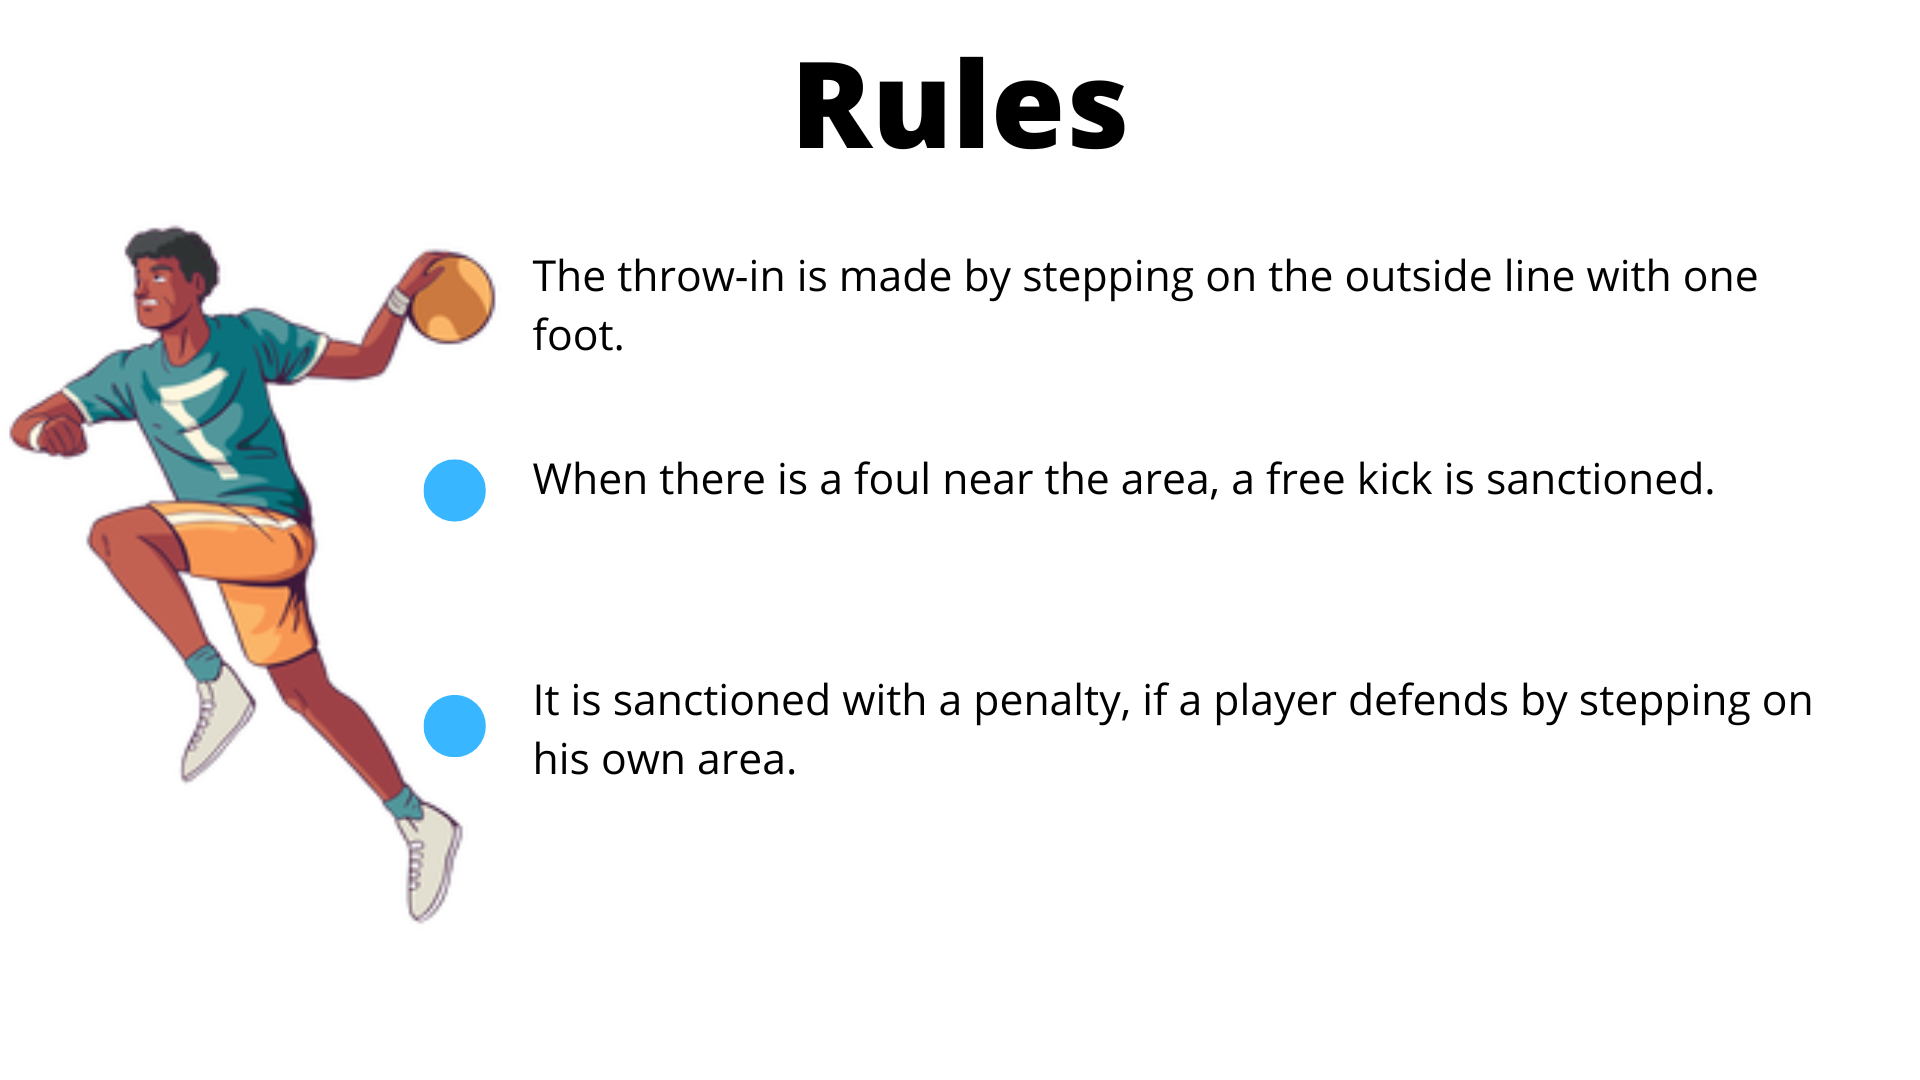 Rules
The throw-in is made by stepping on the outside line with one
foot.
When there is a foul near the area, a free kick is sanctioned.
It is sanctioned with a penalty, if a player defends by stepping on
his own area.